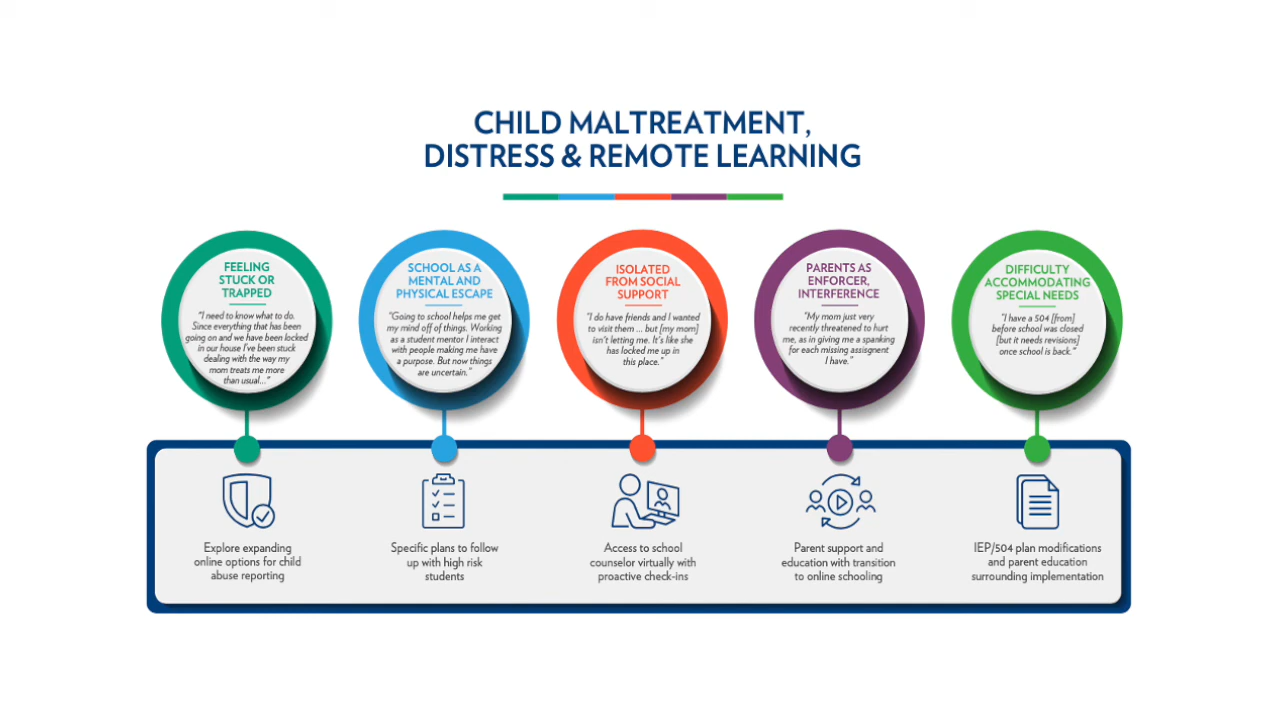 CHILD MALTREATMENT,
DISTRESS & REMOTE LEARNING
FEELING
STUCK OR
TRAPPED
"I need to know what to do.
Since everything that has been
going on and we have been locked
in our house I've been stuck
dealing with the way my
mom treats me more
than usual..."
SCHOOL AS A
MENTAL AND
PHYSICAL ESCAPE
"Going to school helps me get
my mind off of things. Working
as a student mentor I interact
with people making me have
a purpose. But now things
are uncertain."
ISOLATED
FROM SOCIAL
SUPPORT
"I do have friends and I wanted
to visit them ... but [my mom]
isn't letting me. It's like she
has locked me up in
this place."
PARENTS AS
ENFORCER,
INTERFERENCE
"My mom just very
recently threatened to hurt
me, as in giving me a spanking
for each missing assisgnent
I have."
DIFFICULTY
ACCOMMODATING
SPECIAL NEEDS
"I have a 504 [from]
before school was closed
[but it needs revisions]
once school is back."
Explore expanding
online options for child
abuse reporting
Specific plans to follow
up with high risk
students
Access to school
counselor virtually with
proactive check-ins
Parent support and
education with transition
to online schooling
IEP/504 plan modifications
and parent education
surrounding implementation